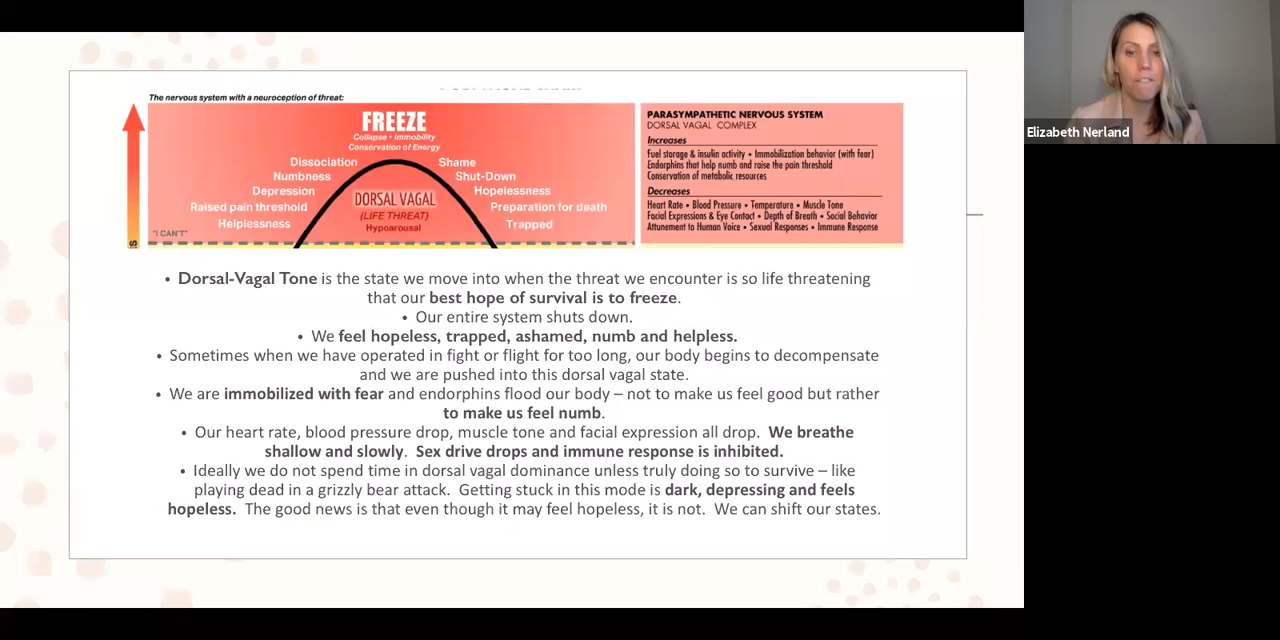 The nervous system with a neuroception of threat:
FREEZE
Collapse • Immobility
Conservation of Energy
Dissociation
Numbness
Depression
Raised pain threshold
Helplessness
Shame
Shut-Down
Hopelessness
Preparation for death
Trapped
DORSAL VAGAL
(LIFE THREAT)
Hypoarousal
"I CAN'T"
PARASYMPATHETIC NERVOUS SYSTEM
DORSAL VAGAL COMPLEX
Increases
Fuel storage & insulin activity • Immobilization behavior (with fear)
Endorphins that help numb and raise the pain threshold
Conservation of metabolic resources
Decreases
Heart Rate • Blood Pressure • Temperature • Muscle Tone
Facial Expressions & Eye Contact • Depth of Breath • Social Behavior
Attunement to Human Voice • Sexual Responses • Immune Response
• Dorsal-Vagal Tone is the state we move into when the threat we encounter is so life threatening
that our best hope of survival is to freeze.
• Our entire system shuts down.
• We feel hopeless, trapped, ashamed, numb and helpless.
• Sometimes when we have operated in fight or flight for too long, our body begins to decompensate
and we are pushed into this dorsal vagal state.
• We are immobilized with fear and endorphins flood our body – not to make us feel good but rather
to make us feel numb.
• Our heart rate, blood pressure drop, muscle tone and facial expression all drop. We breathe
shallow and slowly. Sex drive drops and immune response is inhibited.
• Ideally we do not spend time in dorsal vagal dominance unless truly doing so to survive – like
playing dead in a grizzly bear attack. Getting stuck in this mode is dark, depressing and feels
hopeless. The good news is that even though it may feel hopeless, it is not. We can shift our states.
Elizabeth Nerland